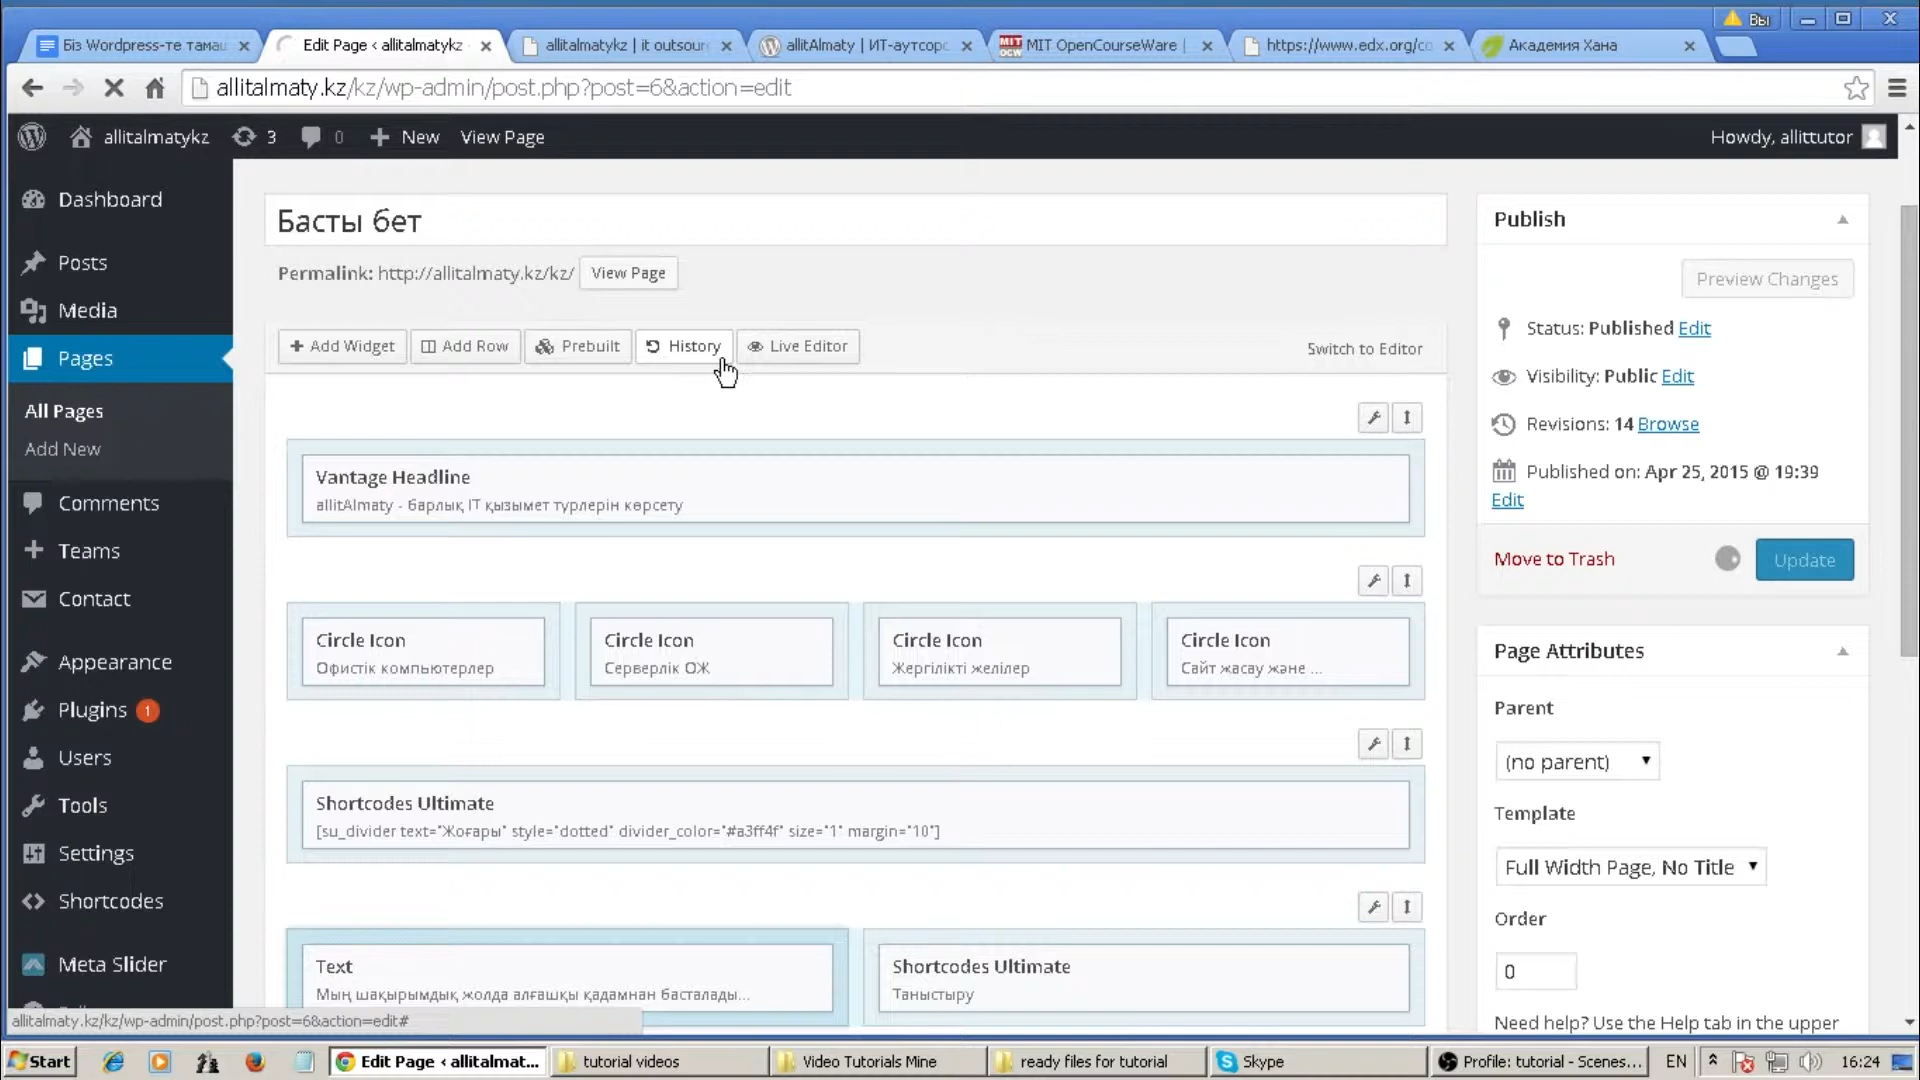 Вы
Біз Wordpress-те тамаш
Edit Page ‹ allitalmatykz
allitalmatykz | it outsour
allitAlmaty | ИТ-аутсорс
MIT OpenCourseWare |
https://www.edx.org/co
Академия Хана
allitalmaty.kz/kz/wp-admin/post.php?post=6&action=edit
allitalmatykz 3 0 New View Page
Howdy, allittutor
Dashboard
Posts
Media
Pages
All Pages
Add New
Comments
Teams
Contact
Appearance
Plugins 1
Users
Tools
Settings
Shortcodes
Meta Slider
Басты бет
Permalink: http://allitalmaty.kz/kz/ View Page
Add Widget Add Row Prebuilt History Live Editor Switch to Editor
Vantage Headline
allitAlmaty - барлық IT қызымет түрлерін көрсету
Circle Icon
Офистік компьютерлер
Circle Icon
Серверлік ОЖ
Circle Icon
Жергілікті желілер
Circle Icon
Сайт жасау және ...
Shortcodes Ultimate
[su_divider text="Жоғары" style="dotted" divider_color="#a3ff4f" size="1" margin="10"]
Text
Мың шақырымдық жолда алғашқы қадамнан басталады...
Shortcodes Ultimate
Таныстыру
Publish
Preview Changes
Status: Published Edit
Visibility: Public Edit
Revisions: 14 Browse
Published on: Apr 25, 2015 @ 19:39
Edit
Move to Trash Update
Page Attributes
Parent
(no parent)
Template
Full Width Page, No Title
Order
0
Need help? Use the Help tab in the upper
allitalmaty.kz/kz/wp-admin/post.php?post=6&action=edit#
Start
Edit Page ‹ allitalmat...
tutorial videos
Video Tutorials Mine
ready files for tutorial
Skype
Profile: tutorial - Scenes...
EN
16:24